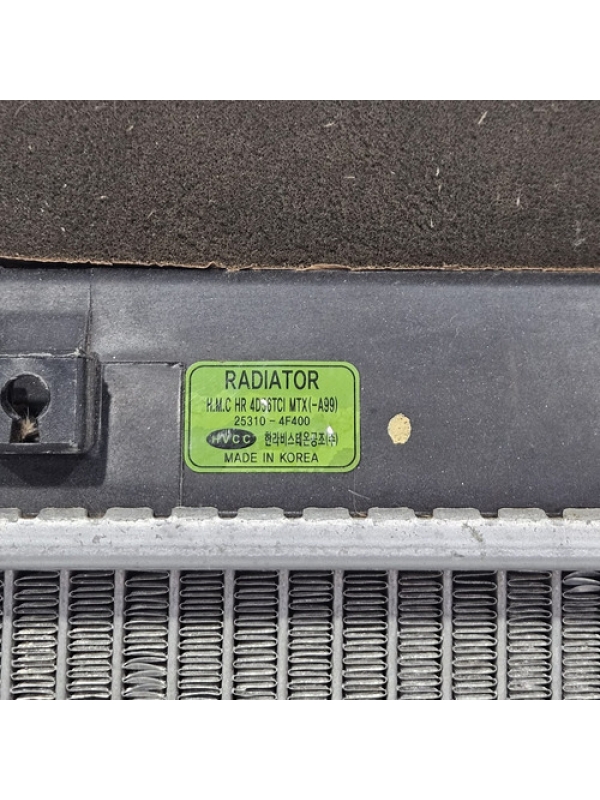 RADIATOR
H.M.C HR 4D56TCI MTX(-A99)
25310-4F400
HVCC 한라비스테온공조(주)
MADE IN KOREA